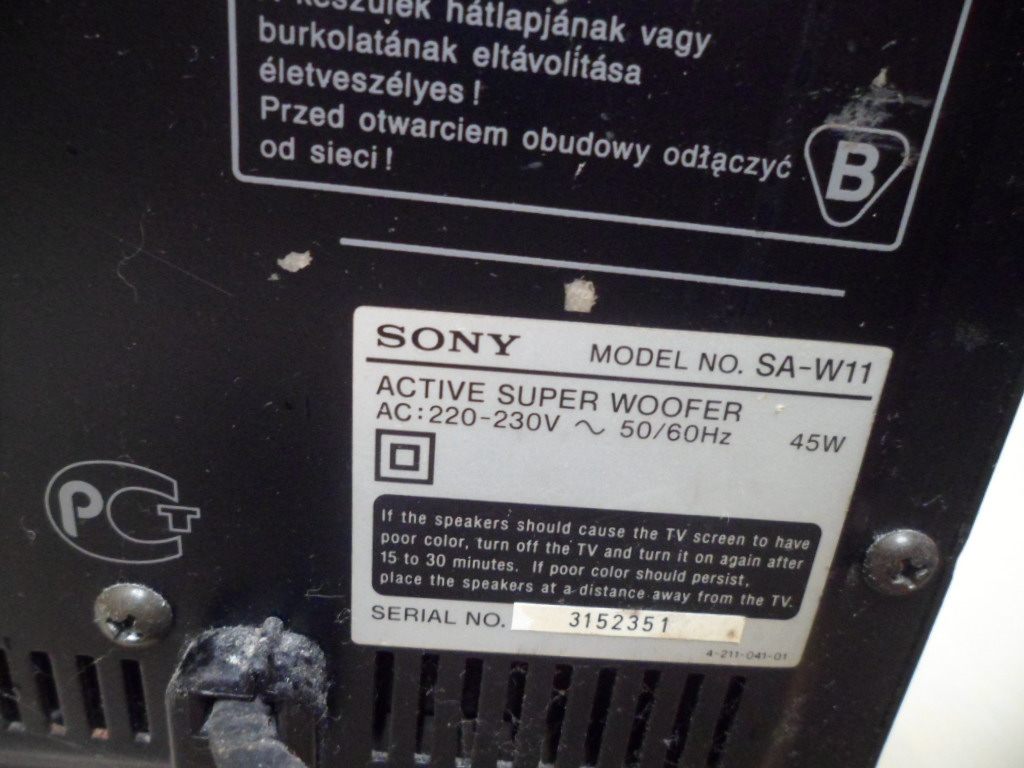 készülék hátlapjának vagy
burkolatának eltávolítása
életveszélyes!
Przed otwarciem obudowy odłączyć
od sieci!
B
SONY MODEL NO. SA-W11
ACTIVE SUPER WOOFER
AC:220-230V ~ 50/60Hz 45W
If the speakers should cause the TV screen to have
poor color, turn off the TV and turn it on again after
15 to 30 minutes. If poor color should persist,
place the speakers at a distance away from the TV.
SERIAL NO. 3152351
4-211-041-01
PCT